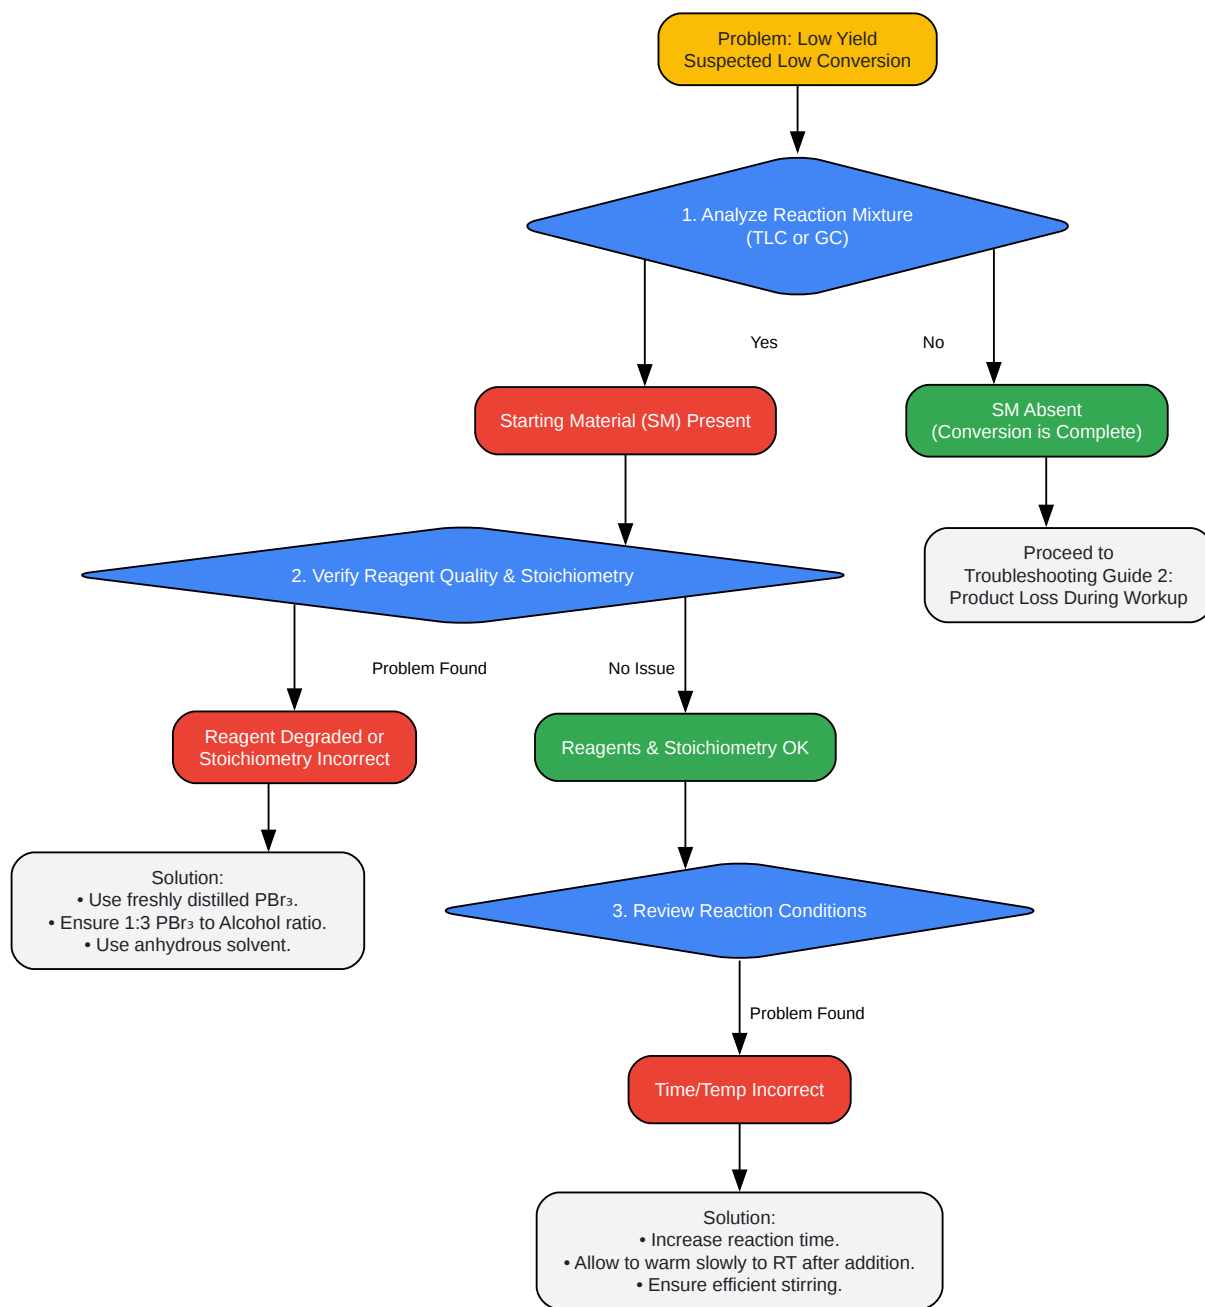 Problem: Low Yield
Suspected Low Conversion
1. Analyze Reaction Mixture
(TLC or GC)
Yes
No
Starting Material (SM) Present
SM Absent
(Conversion is Complete)
2. Verify Reagent Quality & Stoichiometry
Proceed to
Troubleshooting Guide 2:
Product Loss During Workup
Problem Found
No Issue
Reagent Degraded or
Stoichiometry Incorrect
Reagents & Stoichiometry OK
Solution:
• Use freshly distilled PBr₃.
• Ensure 1:3 PBr₃ to Alcohol ratio.
• Use anhydrous solvent.
3. Review Reaction Conditions
Problem Found
Time/Temp Incorrect
Solution:
• Increase reaction time.
• Allow to warm slowly to RT after addition.
• Ensure efficient stirring.